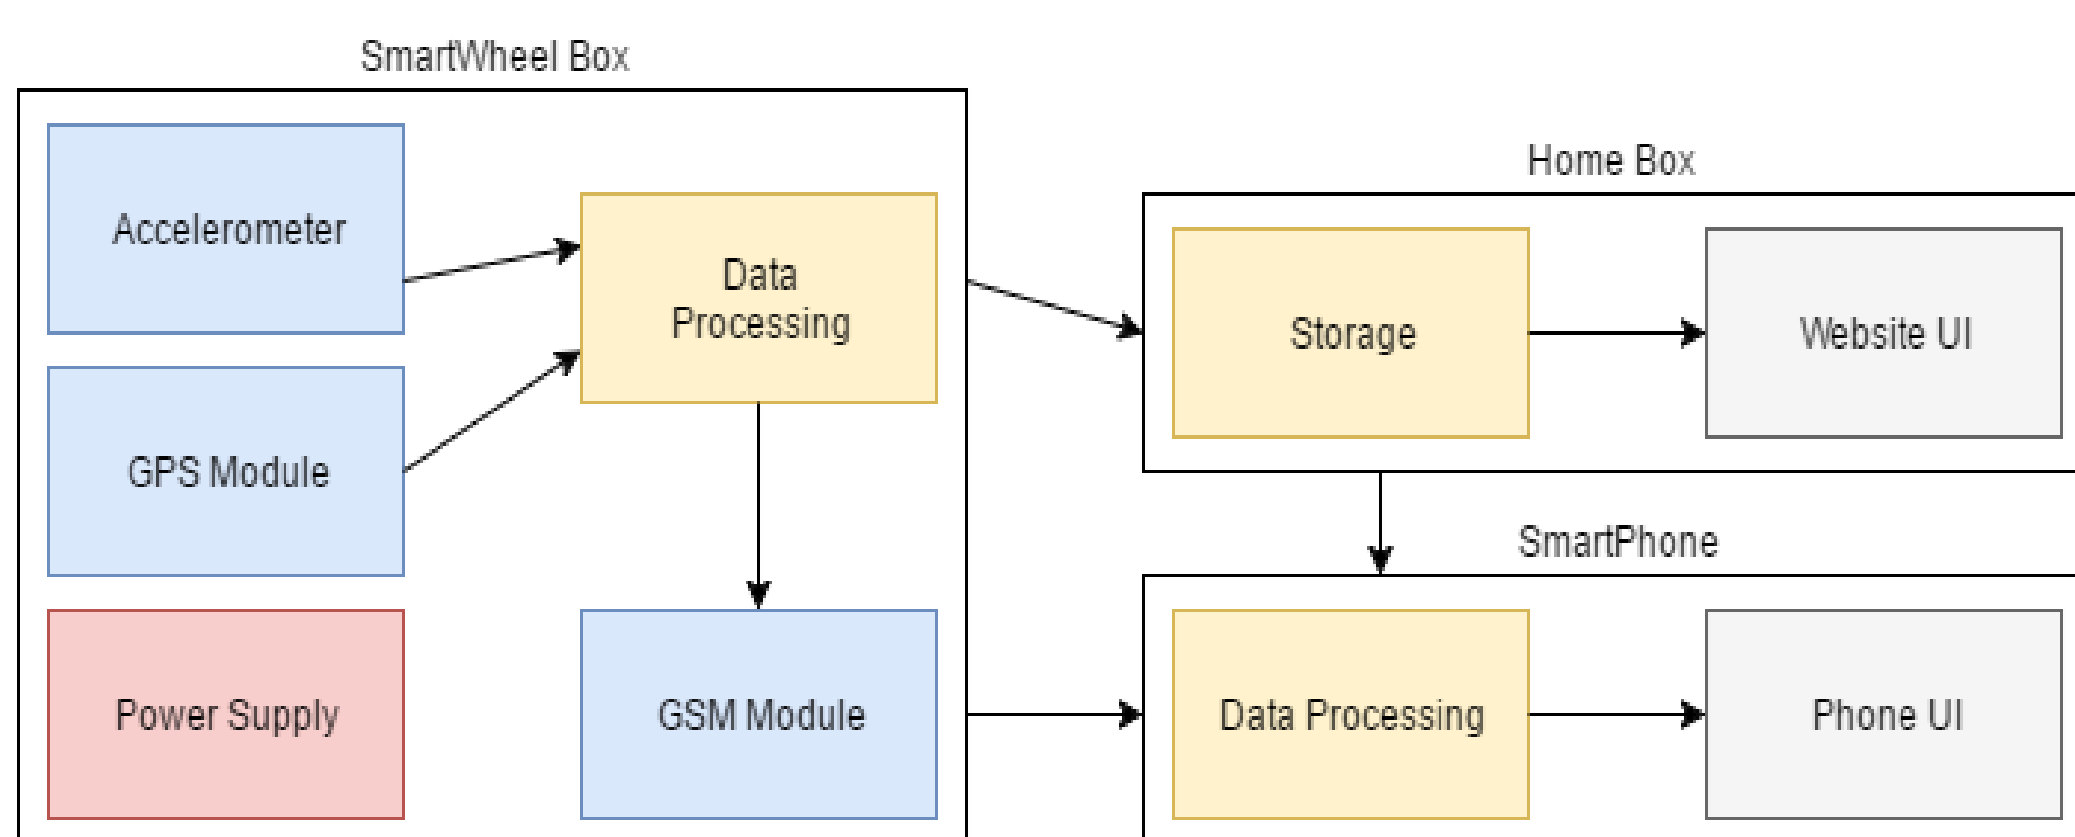 SmartWheel Box
Accelerometer
GPS Module
Power Supply
Data
Processing
GSM Module
Home Box
Storage
Website UI
SmartPhone
Data Processing
Phone UI